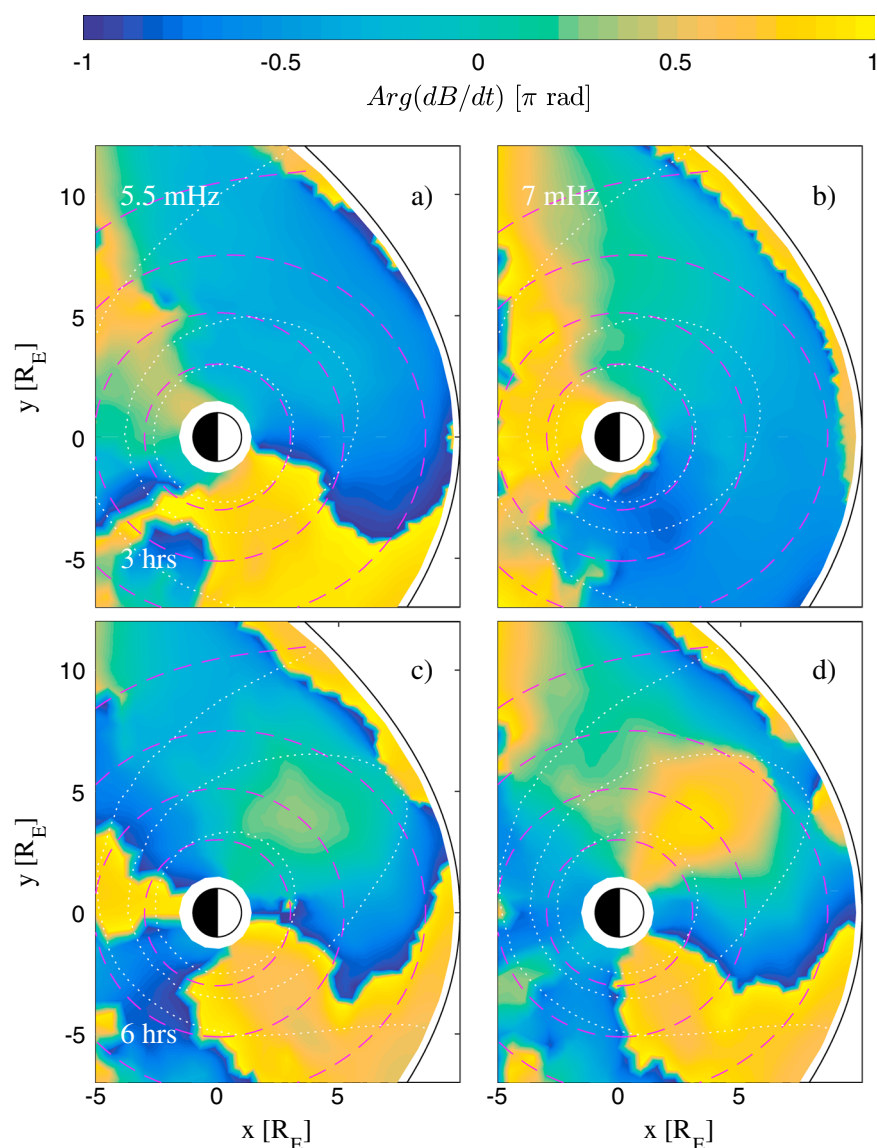 -1 -0.5 0 0.5 1
Arg(dB/dt) [π rad]
10 5.5 mHz a) 7 mHz b)
5
y [R_E]
0
-5 3 hrs
10 c) d)
5
y [R_E]
0
-5 6 hrs
-5 0 5 0 5
x [R_E] x [R_E]